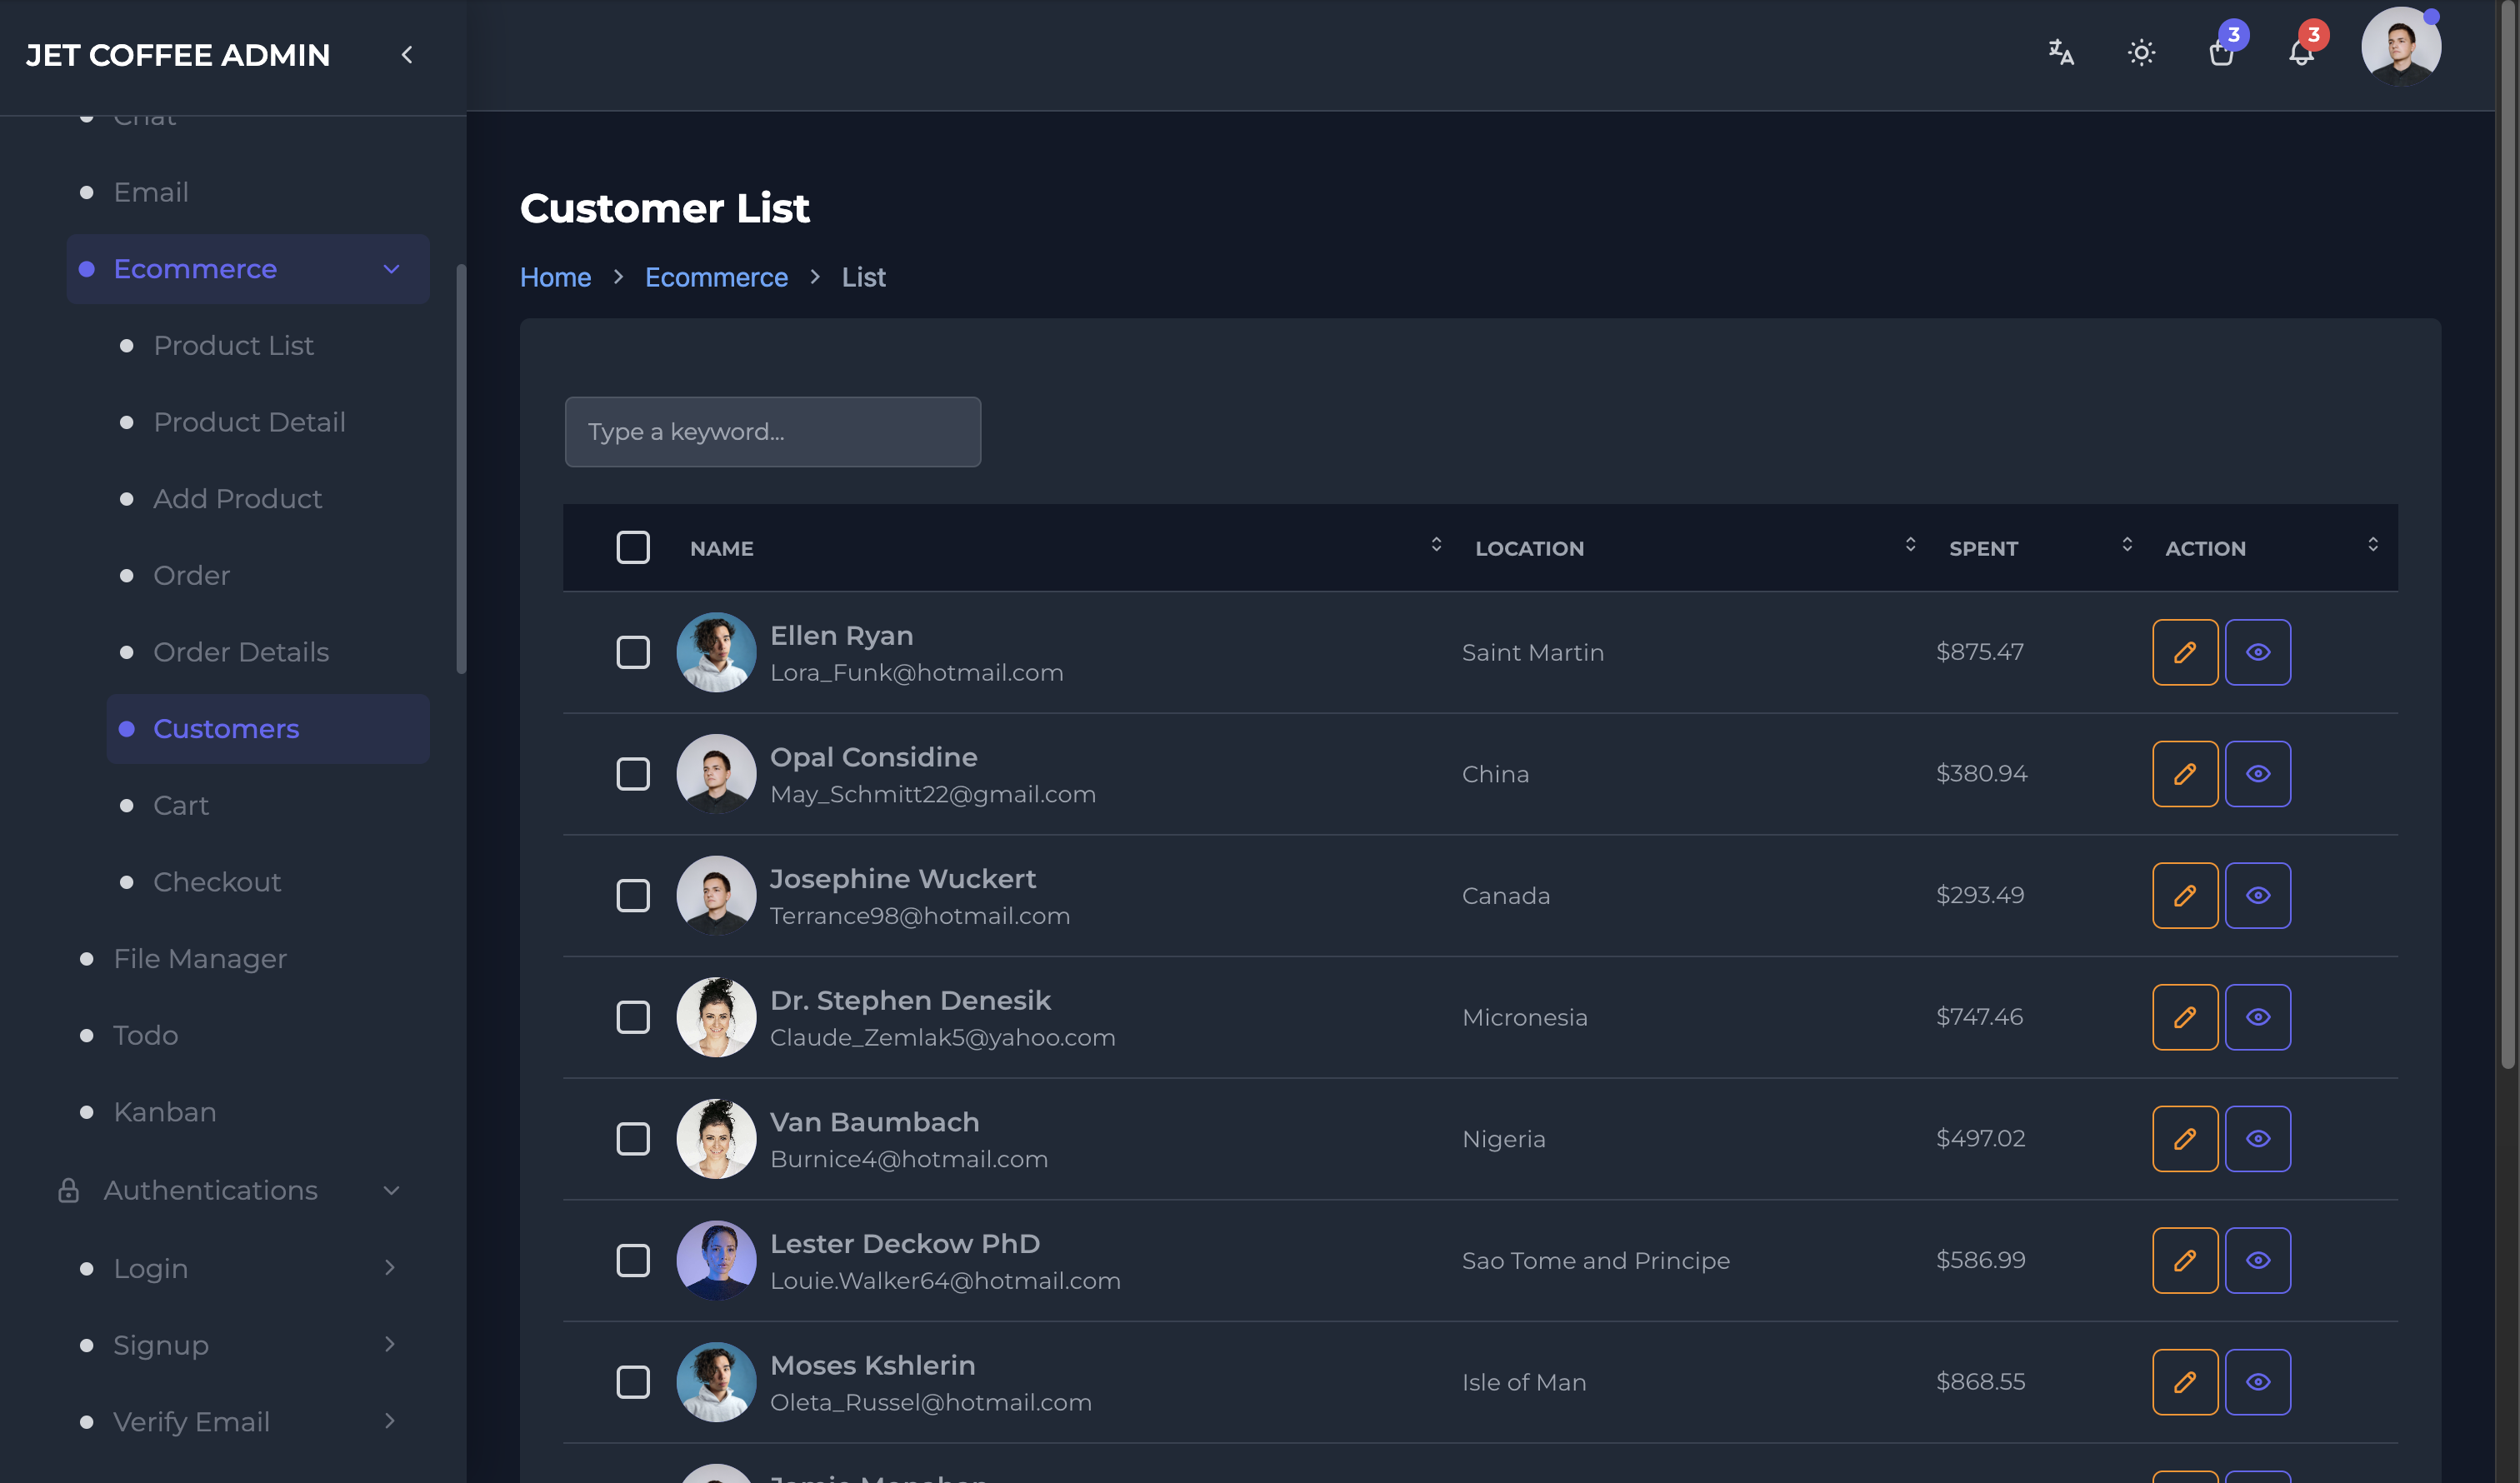 JET COFFEE ADMIN
3
3
Chat
Email
Ecommerce
Product List
Product Detail
Add Product
Order
Order Details
Customers
Cart
Checkout
File Manager
Todo
Kanban
Authentications
Login
Signup
Verify Email
Customer List
Home > Ecommerce > List
Type a keyword...
NAME LOCATION SPENT ACTION
Ellen Ryan
Lora_Funk@hotmail.com
Saint Martin $875.47
Opal Considine
May_Schmitt22@gmail.com
China $380.94
Josephine Wuckert
Terrance98@hotmail.com
Canada $293.49
Dr. Stephen Denesik
Claude_Zemlak5@yahoo.com
Micronesia $747.46
Van Baumbach
Burnice4@hotmail.com
Nigeria $497.02
Lester Deckow PhD
Louie.Walker64@hotmail.com
Sao Tome and Principe $586.99
Moses Kshlerin
Oleta_Russel@hotmail.com
Isle of Man $868.55